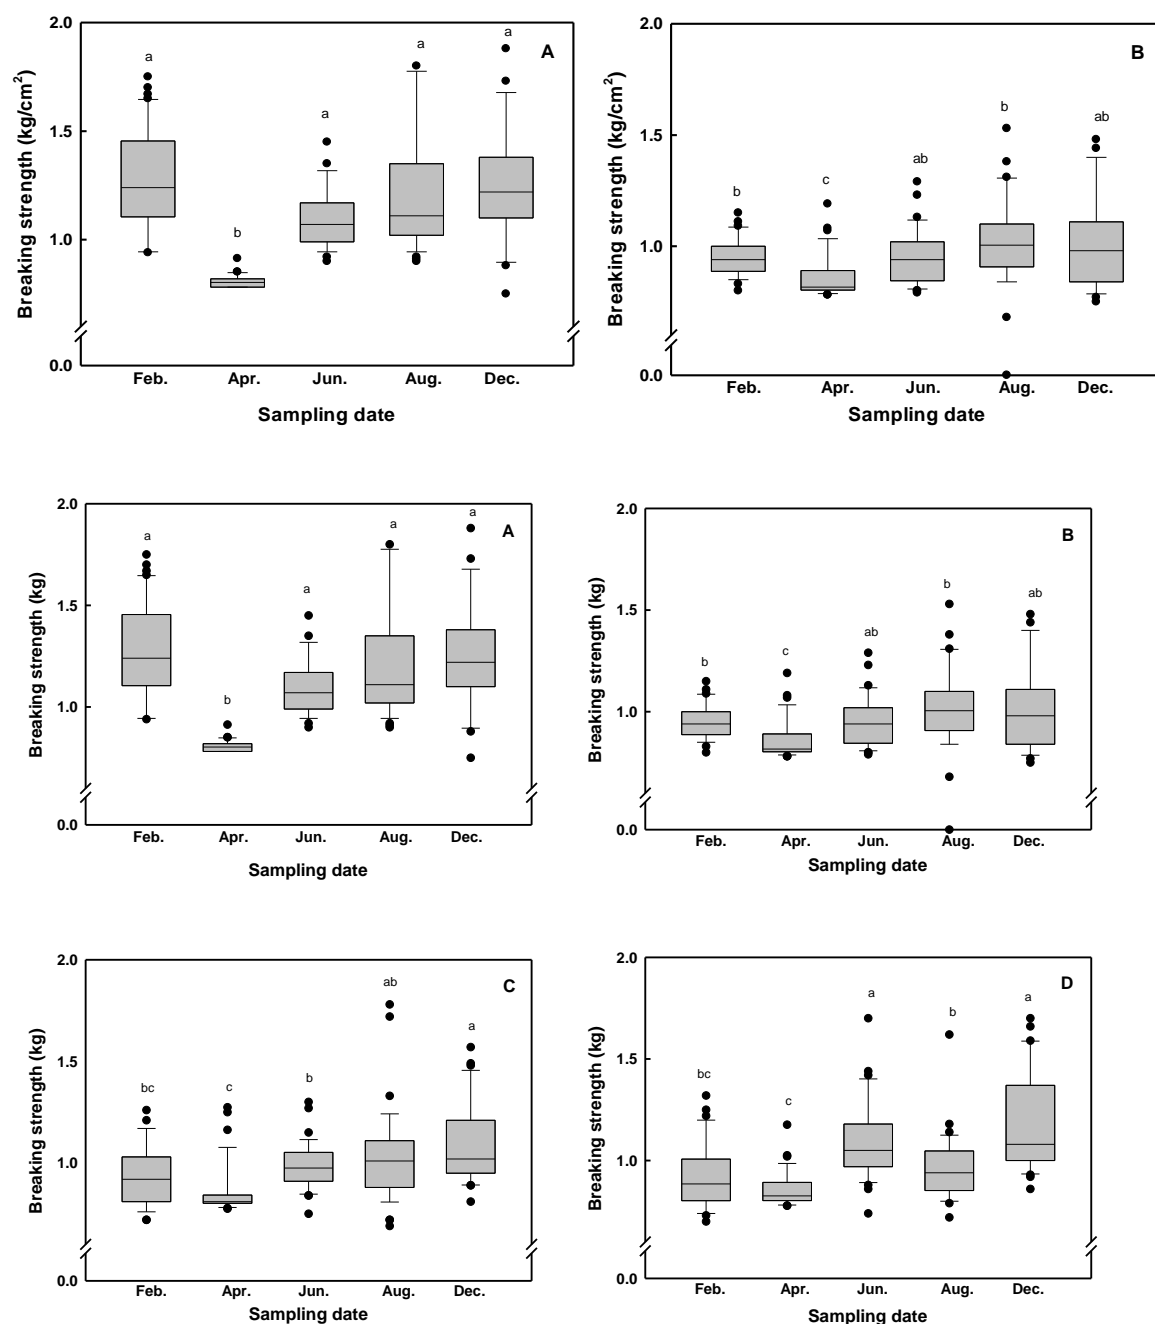 2.0
a
a
a
a
b
A
1.5
1.0
0.0
Breaking strength (kg/cm²)
Feb. Apr. Jun. Aug. Dec.
Sampling date
2.0
B
b
c
ab
b
ab
1.5
1.0
0.0
Breaking strength (kg/cm²)
Feb. Apr. Jun. Aug. Dec.
Sampling date
2.0
a
b
a
a
a
A
1.5
1.0
0.0
Breaking strength (kg)
Feb. Apr. Jun. Aug. Dec.
Sampling date
2.0
B
b
c
ab
b
ab
1.5
1.0
0.0
Breaking strength (kg)
Feb. Apr. Jun. Aug. Dec.
Sampling date
2.0
C
bc
c
b
ab
a
1.5
1.0
0.0
Breaking strength (kg)
Feb. Apr. Jun. Aug. Dec.
Sampling date
2.0
D
bc
c
a
b
a
1.5
1.0
0.0
Breaking strength (kg)
Feb. Apr. Jun. Aug. Dec.
Sampling date